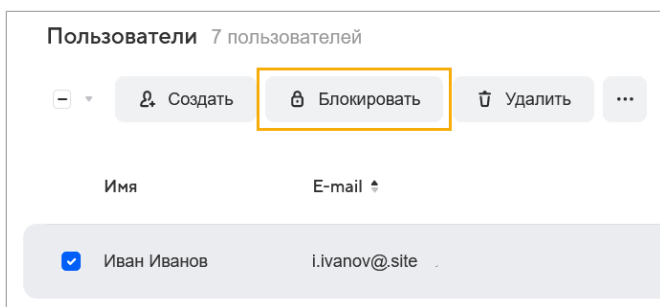 Пользователи 7 пользователей
Создать Блокировать Удалить ...
Имя E-mail
Иван Иванов i.ivanov@.site